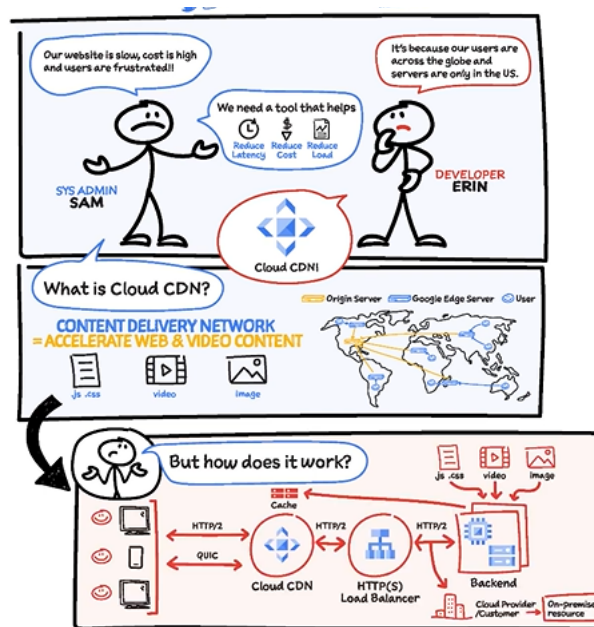 Our website is slow, cost is high
and users are frustrated!!
It's because our users are
across the globe and
servers are only in the US.
We need a tool that helps
Reduce
Latency
Reduce
Cost
Reduce
Load
SYS ADMIN
SAM
DEVELOPER
ERIN
Cloud CDN!
What is Cloud CDN?
Origin Server
Google Edge Server
User
CONTENT DELIVERY NETWORK
= ACCELERATE WEB & VIDEO CONTENT
js .css
video
image
But how does it work?
js .css
video
image
Cache
HTTP/2
HTTP/2
HTTP/2
QUIC
Cloud CDN
HTTP(S)
Load Balancer
Backend
Cloud Provider
/Customer
On-premise
resource